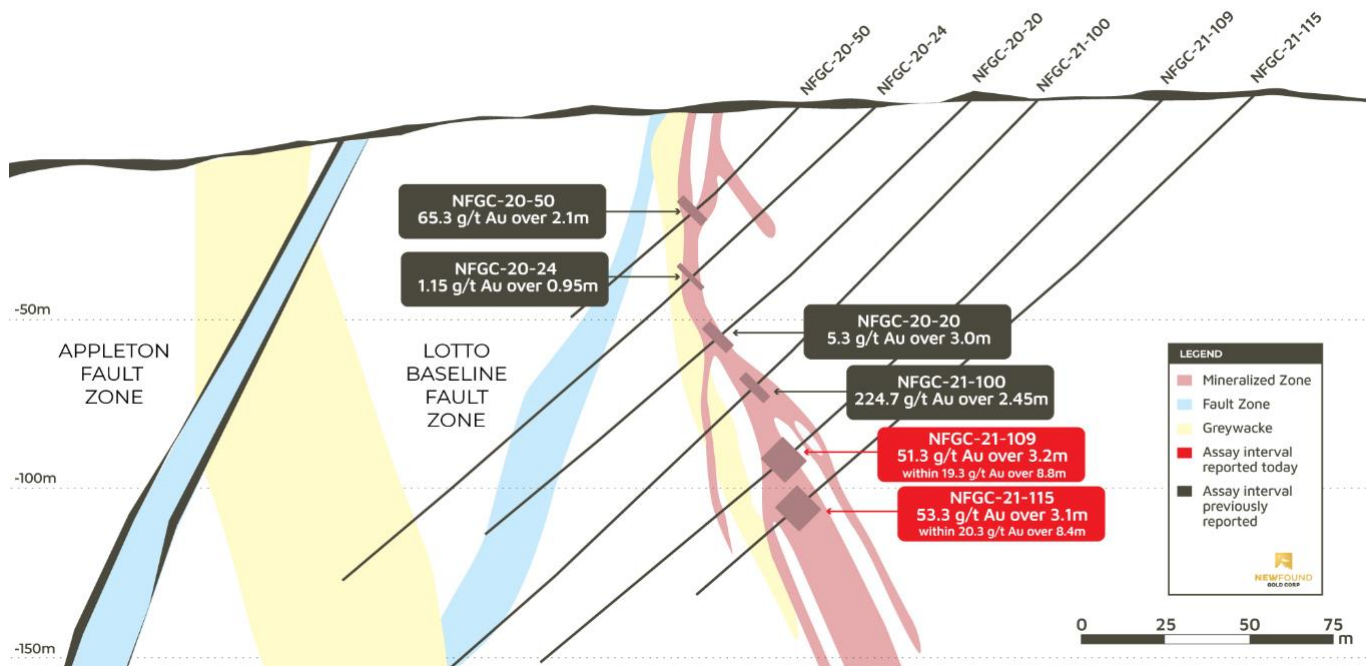 NFGC-20-50
NFGC-20-24
NFGC-20-20
NFGC-21-100
NFGC-21-109
NFGC-21-115
NFGC-20-50
65.3 g/t Au over 2.1m
NFGC-20-24
1.15 g/t Au over 0.95m
-50m
NFGC-20-20
5.3 g/t Au over 3.0m
APPLETON
FAULT
ZONE
LOTTO
BASELINE
FAULT
ZONE
NFGC-21-100
224.7 g/t Au over 2.45m
NFGC-21-109
51.3 g/t Au over 3.2m
within 19.3 g/t Au over 8.8m
-100m
NFGC-21-115
53.3 g/t Au over 3.1m
within 20.3 g/t Au over 8.4m
LEGEND
Mineralized Zone
Fault Zone
Greywacke
Assay interval
reported today
Assay interval
previously
reported
NEWFOUND
GOLD CORP
0 25 50 75
m
-150m